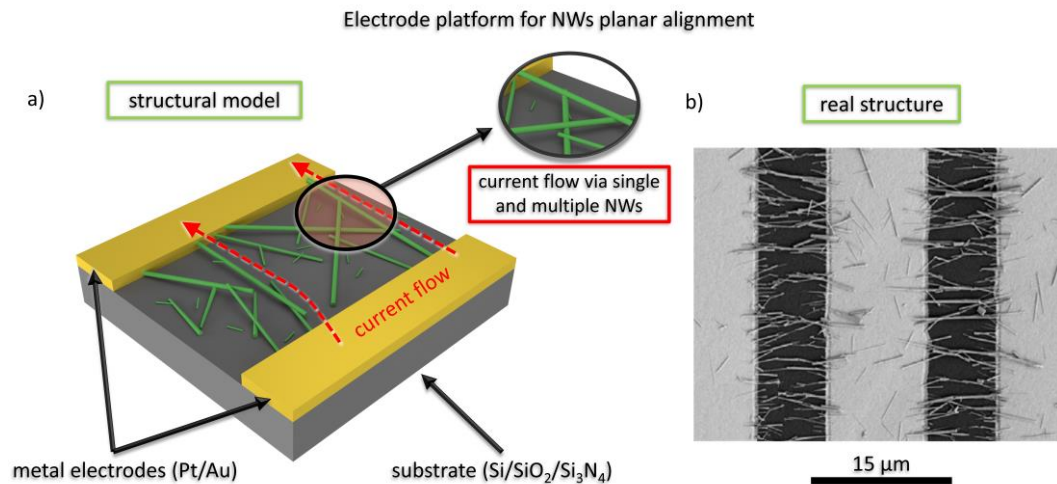 Electrode platform for NWs planar alignment
a)
structural model
current flow via single
and multiple NWs
current flow
metal electrodes (Pt/Au)
substrate (Si/SiO₂/Si₃N₄)
b)
real structure
15 µm